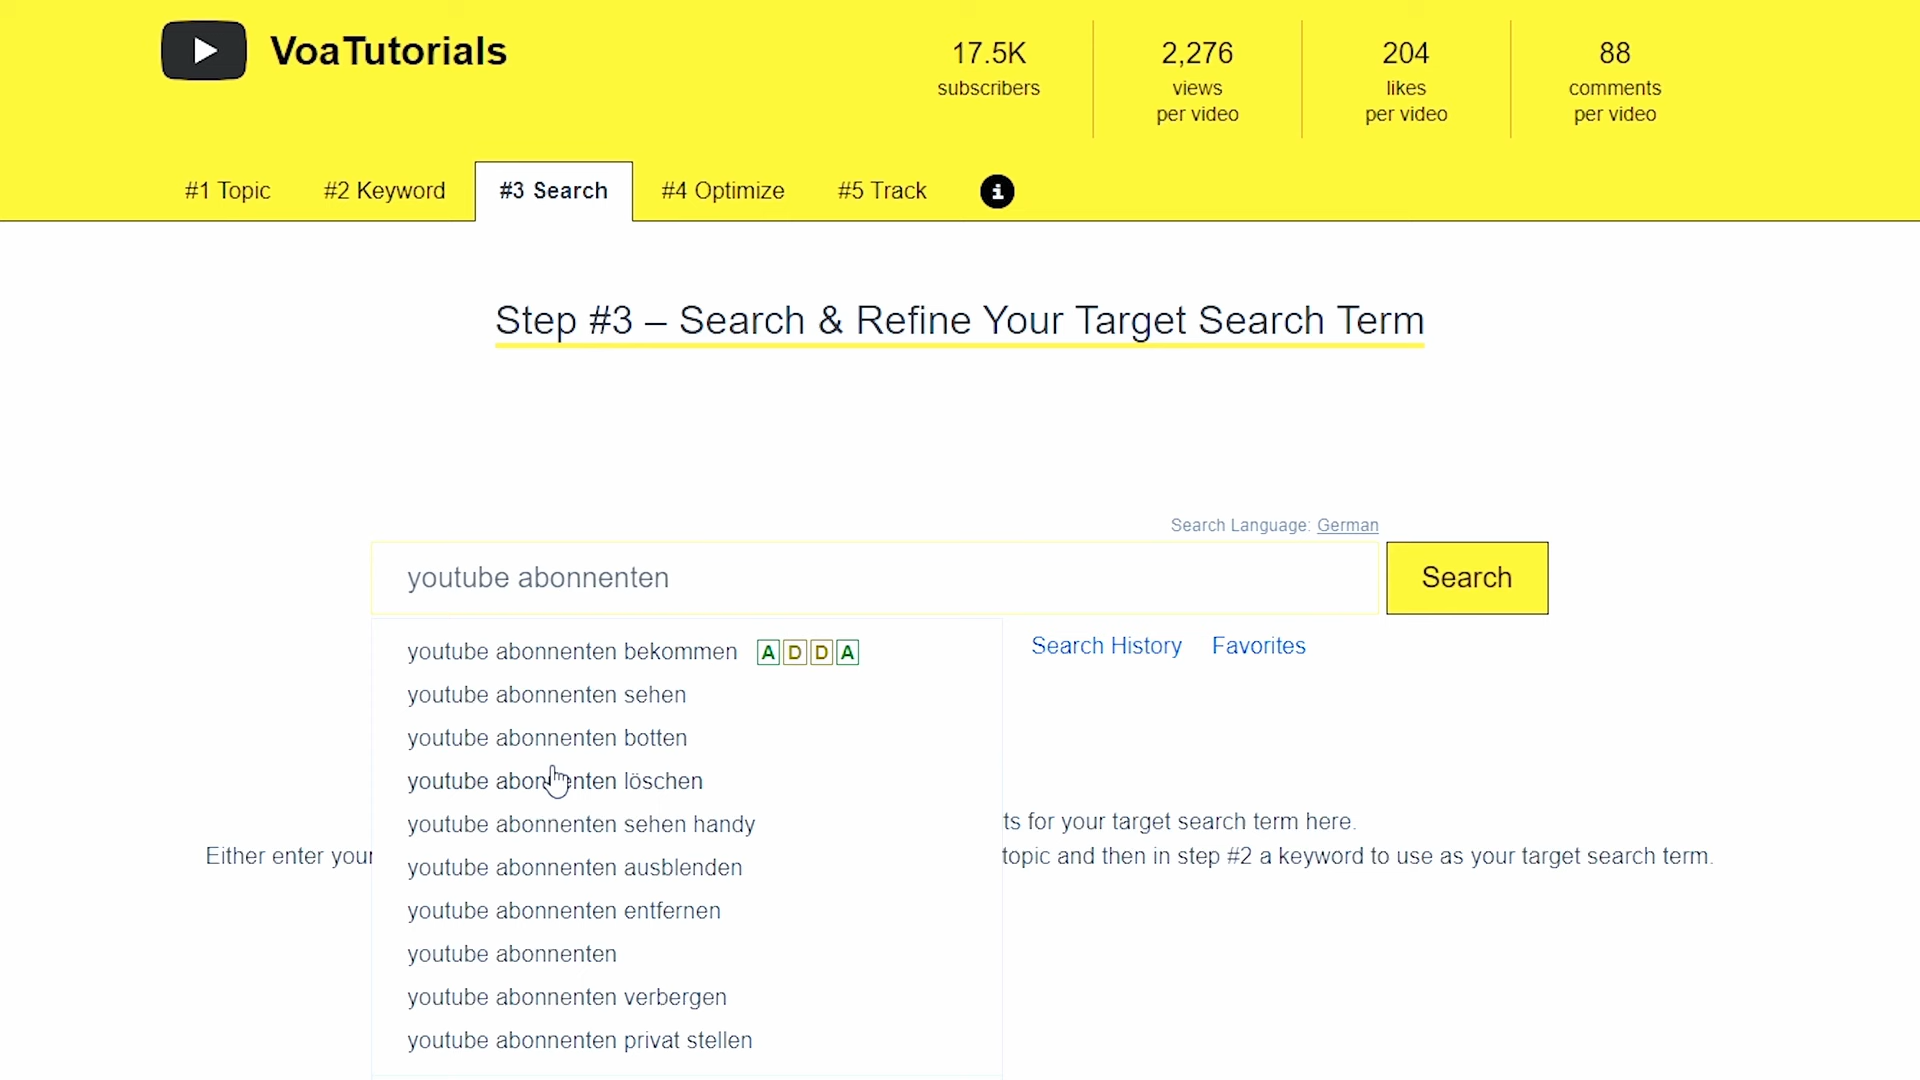 VoaTutorials
17.5K
subscribers
2,276
views
per video
204
likes
per video
88
comments
per video
#1 Topic
#2 Keyword
#3 Search
#4 Optimize
#5 Track
i
Step #3 – Search & Refine Your Target Search Term
Search Language: German
youtube abonnenten
Search
youtube abonnenten bekommen A D D A
Search History
Favorites
youtube abonnenten sehen
youtube abonnenten botten
youtube abonnenten löschen
youtube abonnenten sehen handy
ts for your target search term here.
Either enter your
topic and then in step #2 a keyword to use as your target search term.
youtube abonnenten ausblenden
youtube abonnenten entfernen
youtube abonnenten
youtube abonnenten verbergen
youtube abonnenten privat stellen